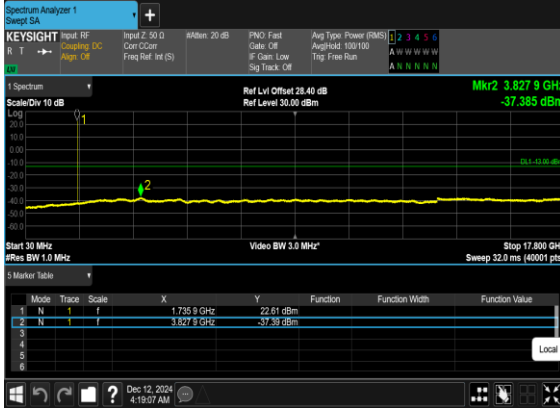 Spectrum Analyzer 1
Swept SA
+
KEYSIGHT Input: RF Input Z: 50 Ω #Atten: 20 dB PNO: Fast Avg Type: Power (RMS) 1 2 3 4 5 6
R T Coupling: DC Corr CCorr Gate: Off Avg|Hold: 100/100 A W W W W W
Align: Off Freq Ref: Int (S) IF Gain: Low Trig: Free Run
Sig Track: Off A N N N N N
1 Spectrum
Ref Lvl Offset 28.40 dB Mkr2 3.827 9 GHz
Scale/Div 10 dB Ref Level 30.00 dBm -37.385 dBm
Log
20.0
10.0
0.00
-10.0
DL1 -13.00 dBm
-20.0
-30.0
-40.0
-50.0
-60.0
1
2
Start 30 MHz Video BW 3.0 MHz* Stop 17.800 GHz
#Res BW 1.0 MHz Sweep 32.0 ms (40001 pts)
5 Marker Table
Mode Trace Scale X Y Function Function Width Function Value
1 N 1 f 1.735 9 GHz 22.61 dBm
2 N 1 f 3.827 9 GHz -37.39 dBm
3
4
5
6
Local
? Dec 12, 2024
4:19:07 AM